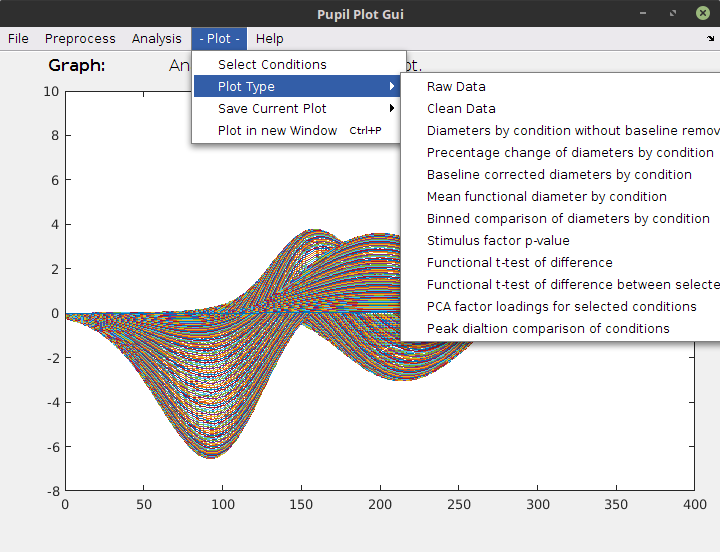 Pupil Plot Gui
File Preprocess Analysis - Plot - Help
Graph: An ot.
Select Conditions
Plot Type
Save Current Plot
Plot in new Window Ctrl+P
Raw Data
Clean Data
Diameters by condition without baseline remov
Precentage change of diameters by condition
Baseline corrected diameters by condition
Mean functional diameter by condition
Binned comparison of diameters by condition
Stimulus factor p-value
Functional t-test of difference
Functional t-test of difference between selecte
PCA factor loadings for selected conditions
Peak dialtion comparison of conditions
10
8
6
4
2
0
-2
-4
-6
-8
0 50 100 150 200 250 300 350 400